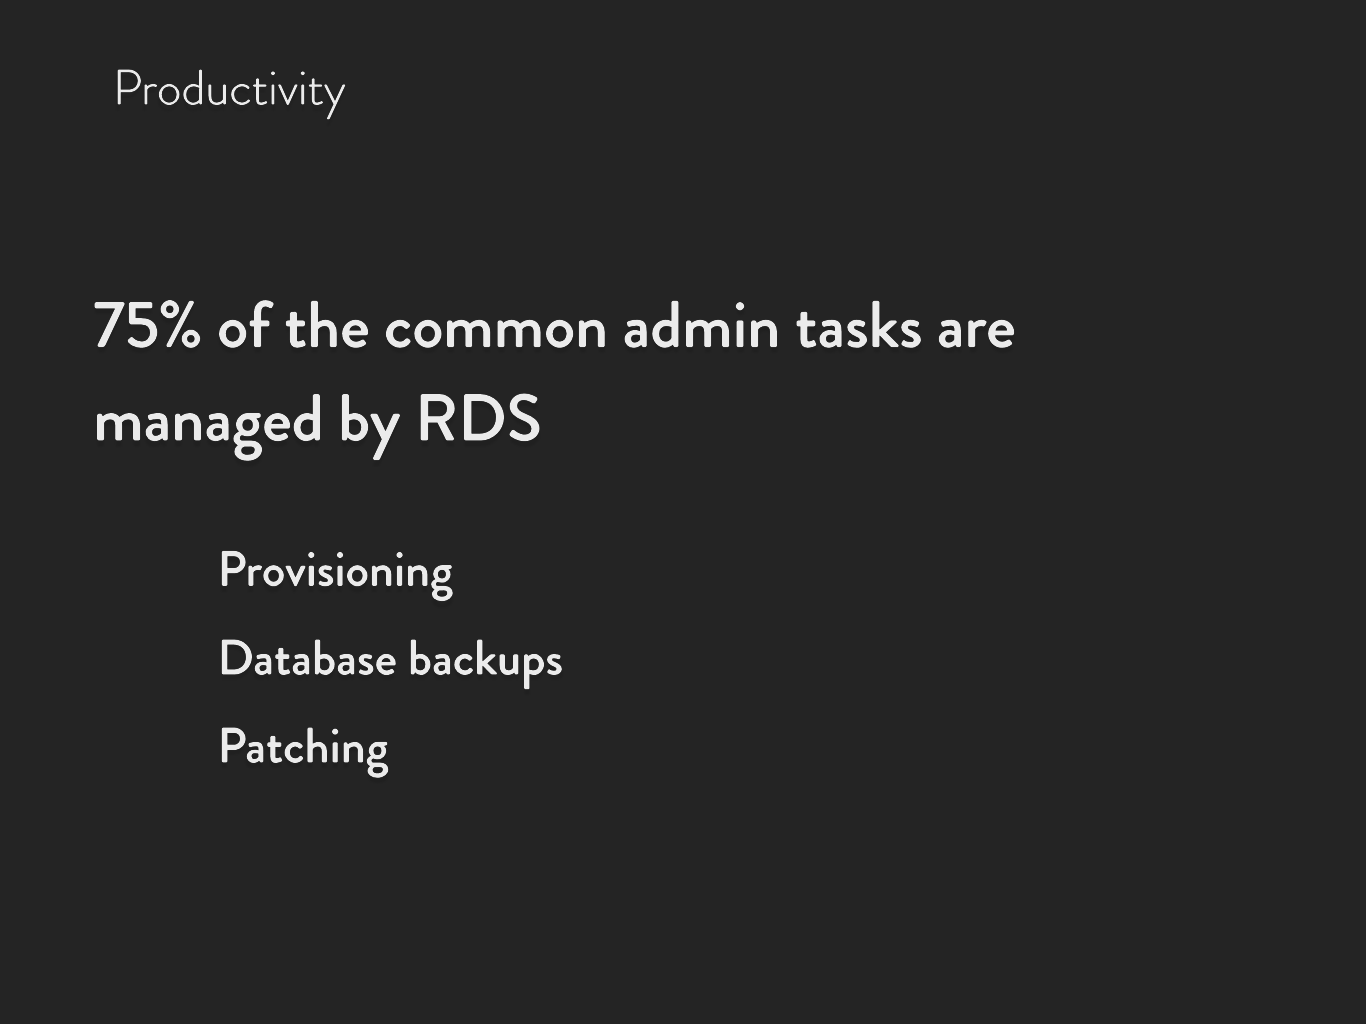 Productivity
75% of the common admin tasks are
managed by RDS
Provisioning
Database backups
Patching